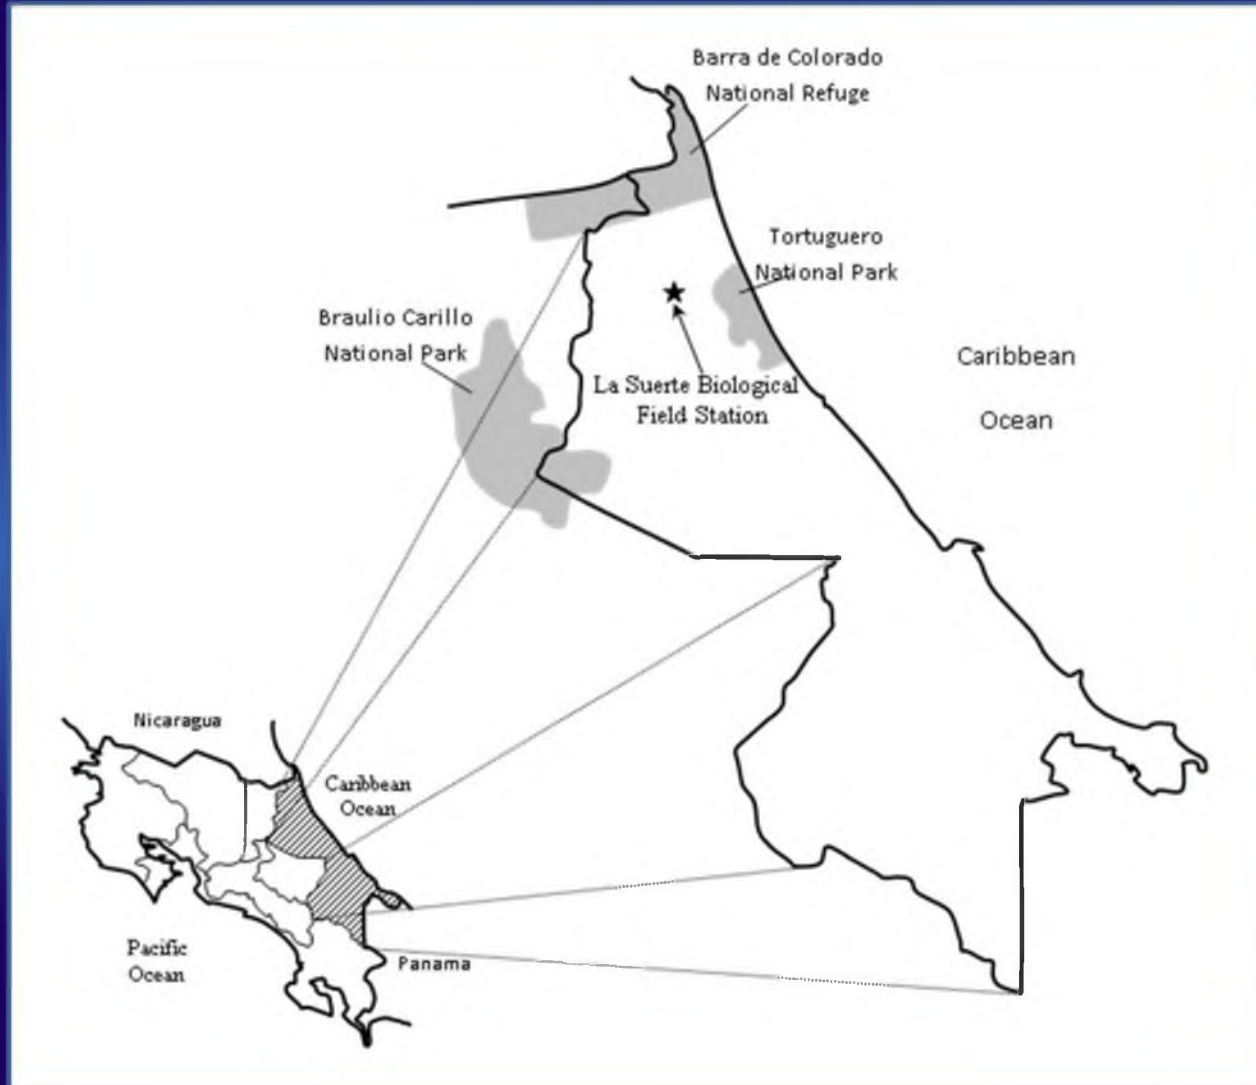 Barra de Colorado
National Refuge
Tortuguero
National Park
Braulio Carillo
National Park
Caribbean
Ocean
La Suerte Biological
Field Station
Nicaragua
Caribbean
Ocean
Pacific
Ocean
Panama